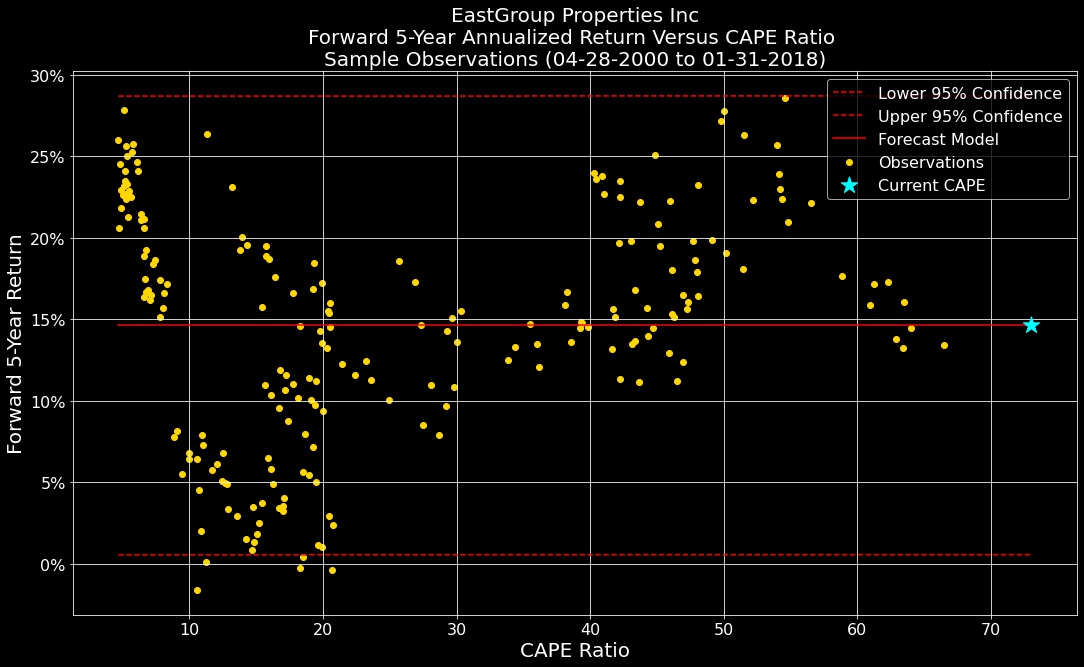 EastGroup Properties Inc
Forward 5-Year Annualized Return Versus CAPE Ratio
Sample Observations (04-28-2000 to 01-31-2018)
Lower 95% Confidence
Upper 95% Confidence
Forecast Model
Observations
Current CAPE
Forward 5-Year Return
30%
25%
20%
15%
10%
5%
0%
10
20
30
40
50
60
70
CAPE Ratio